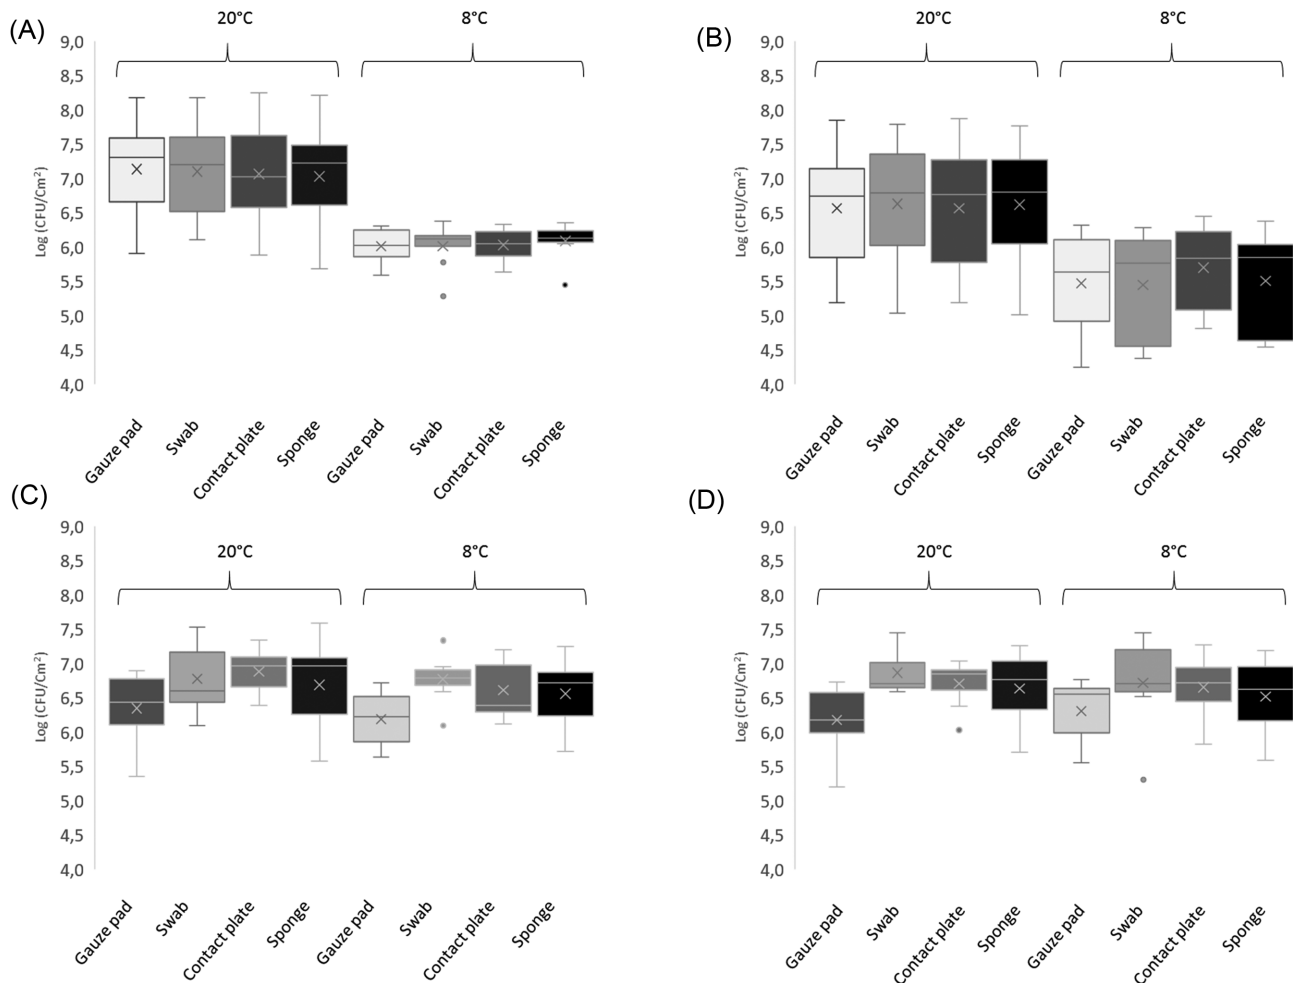 (A)
20°C
8°C
9,0
8,5
8,0
7,5
7,0
6,5
6,0
5,5
5,0
4,5
4,0
Log (CFU/Cm²)
Gauze pad
Swab
Contact plate
Sponge
Gauze pad
Swab
Contact plate
Sponge
(B)
20°C
8°C
9,0
8,5
8,0
7,5
7,0
6,5
6,0
5,5
5,0
4,5
4,0
Log (CFU/Cm²)
Gauze pad
Swab
Contact plate
Sponge
Gauze pad
Swab
Contact plate
Sponge
(C)
20°C
8°C
9,0
8,5
8,0
7,5
7,0
6,5
6,0
5,5
5,0
4,5
4,0
Log (CFU/Cm²)
Gauze pad
Swab
Contact plate
Sponge
Gauze pad
Swab
Contact plate
Sponge
(D)
20°C
8°C
9,0
8,5
8,0
7,5
7,0
6,5
6,0
5,5
5,0
4,5
4,0
Log (CFU/Cm²)
Gauze pad
Swab
Contact plate
Sponge
Gauze pad
Swab
Contact plate
Sponge